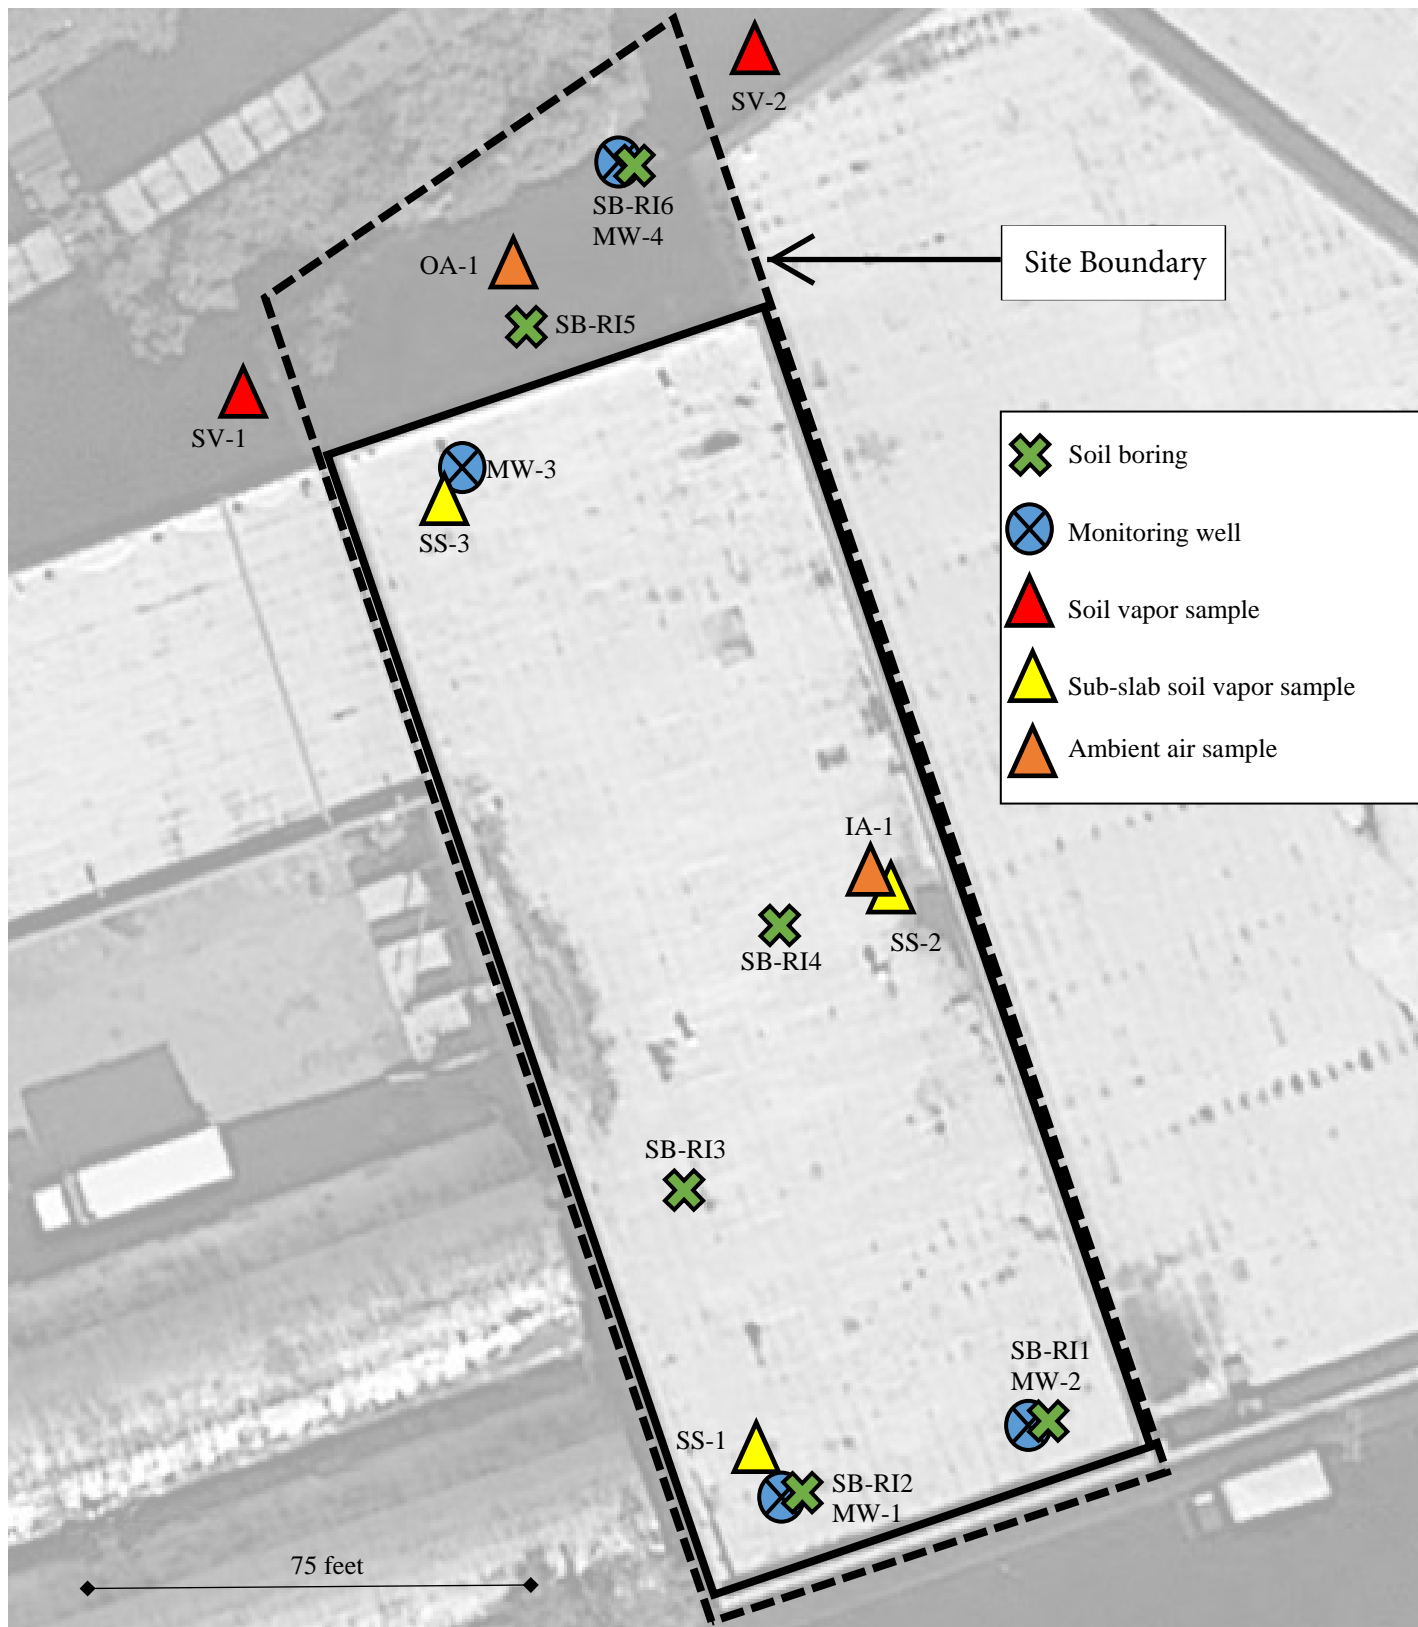 SV-2
SB-RI6
MW-4
OA-1
Site Boundary
SB-RI5
SV-1
MW-3
SS-3
Soil boring
Monitoring well
Soil vapor sample
Sub-slab soil vapor sample
Ambient air sample
IA-1
SS-2
SB-RI4
SB-RI3
SB-RI1
MW-2
SS-1
SB-RI2
MW-1
75 feet